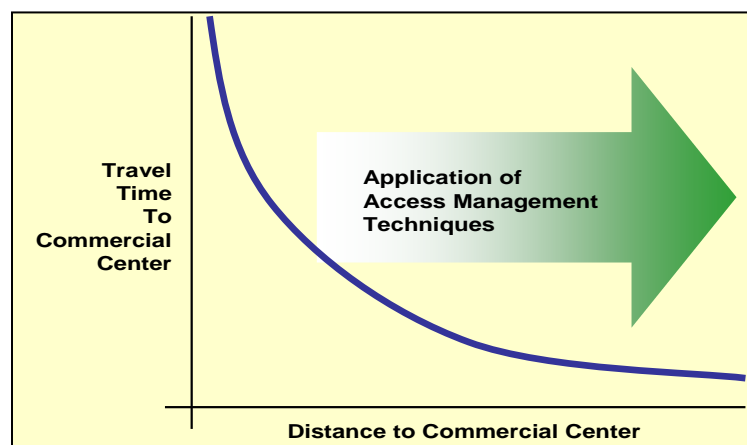 Travel
Time
To
Commercial
Center
Application of
Access Management
Techniques
Distance to Commercial Center